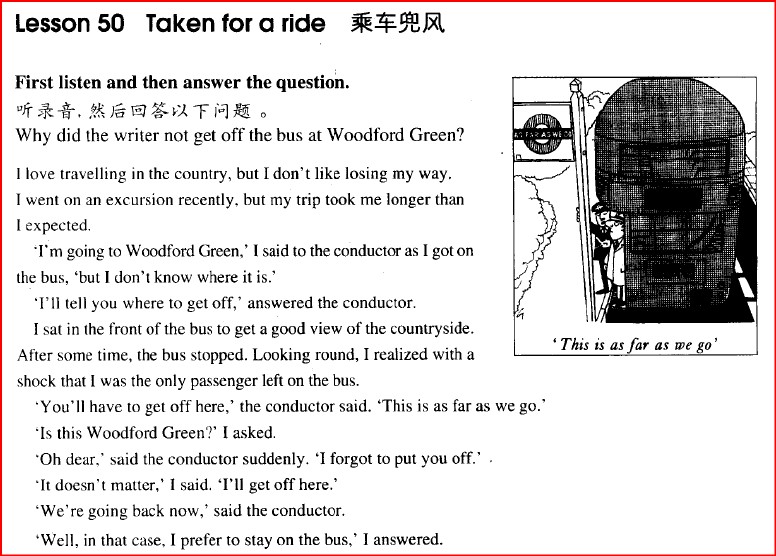 Lesson 50 Taken for a ride 乘车兜风
First listen and then answer the question.
听录音，然后回答以下问题 。
Why did the writer not get off the bus at Woodford Green?
I love travelling in the country, but I don't like losing my way.
I went on an excursion recently, but my trip took me longer than
I expected.
'I'm going to Woodford Green,' I said to the conductor as I got on
the bus, 'but I don't know where it is.'
'I'll tell you where to get off,' answered the conductor.
I sat in the front of the bus to get a good view of the countryside.
After some time, the bus stopped. Looking round, I realized with a
shock that I was the only passenger left on the bus.
'You'll have to get off here,' the conductor said. 'This is as far as we go.'
'Is this Woodford Green?' I asked.
'Oh dear,' said the conductor suddenly. 'I forgot to put you off.'
'It doesn't matter,' I said. 'I'll get off here.'
'We're going back now,' said the conductor.
'Well, in that case, I prefer to stay on the bus,' I answered.
AS FAR AS WE GO
'This is as far as we go'